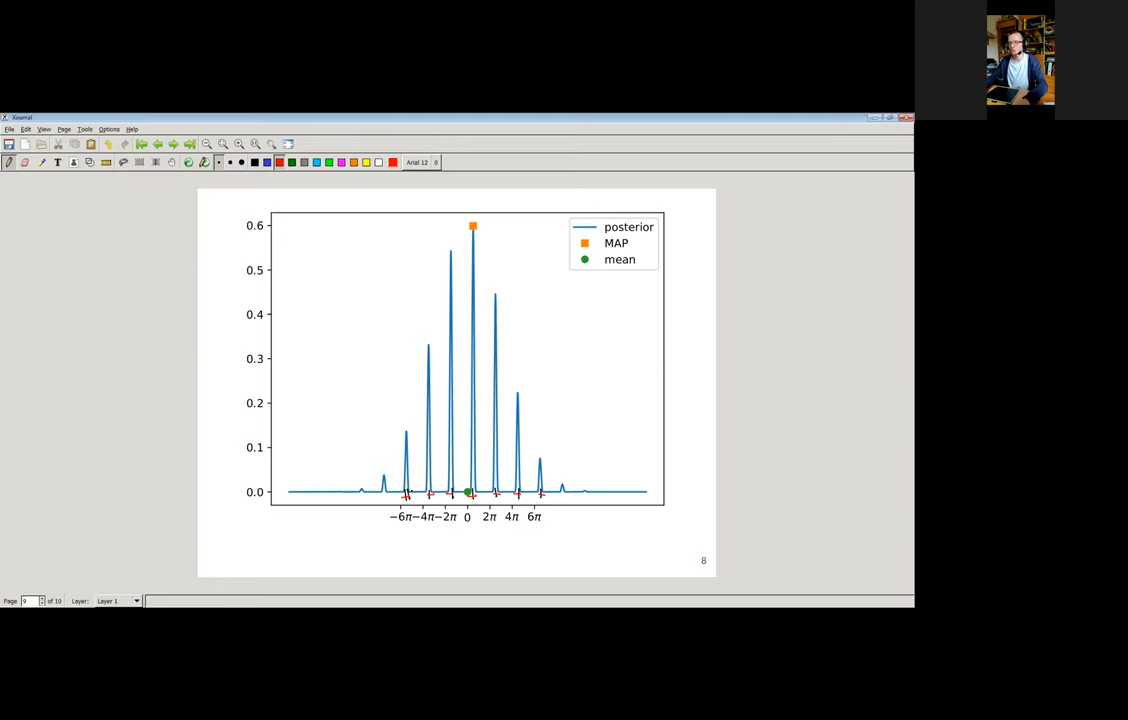 Xournal
File Edit View Page Tools Options Help
T
Arial 12 0
0.6
0.5
0.4
0.3
0.2
0.1
0.0
posterior
MAP
mean
−6π −4π −2π 0 2π 4π 6π
8
Page 9 of 10 Layer: Layer 1